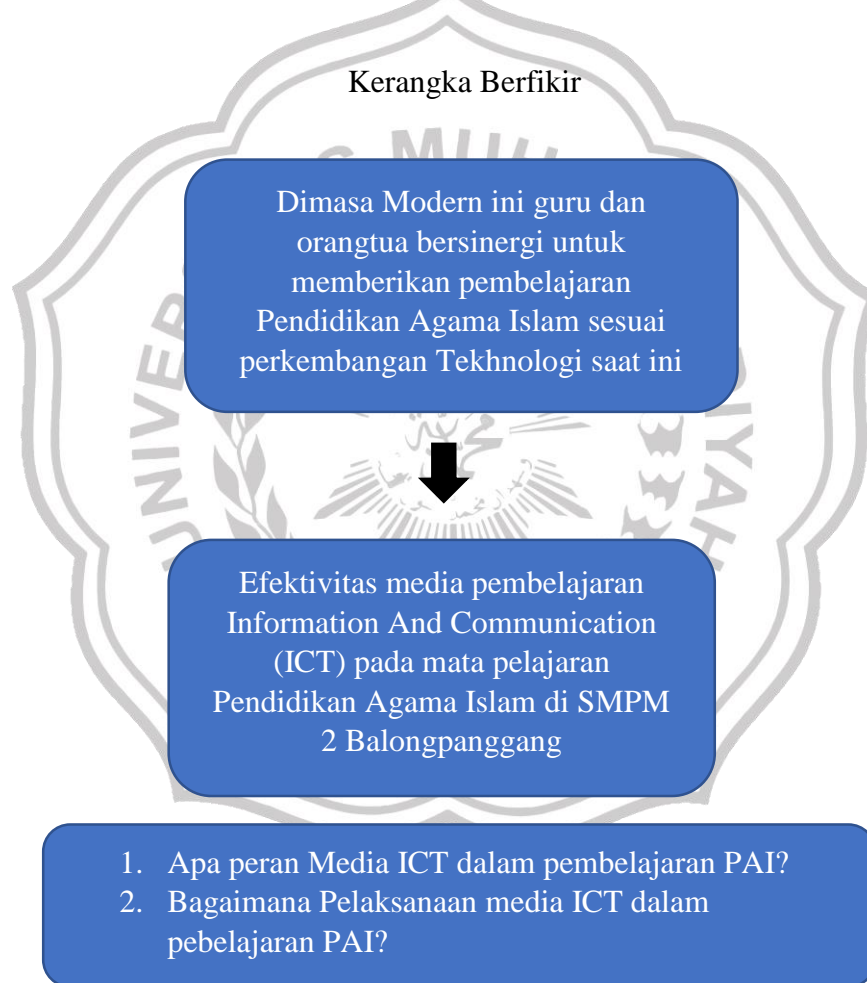 Kerangka Berfikir
Dimasa Modern ini guru dan
orangtua bersinergi untuk
memberikan pembelajaran
Pendidikan Agama Islam sesuai
perkembangan Tekhnologi saat ini
Efektivitas media pembelajaran
Information And Communication
(ICT) pada mata pelajaran
Pendidikan Agama Islam di SMPM
2 Balongpanggang
1. Apa peran Media ICT dalam pembelajaran PAI?
2. Bagaimana Pelaksanaan media ICT dalam
pebelajaran PAI?